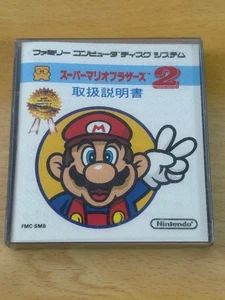 ファミリー コンピュータ ディスク システム
スーパーマリオブラザーズ 2
取扱説明書
FMC-SMB
Nintendo